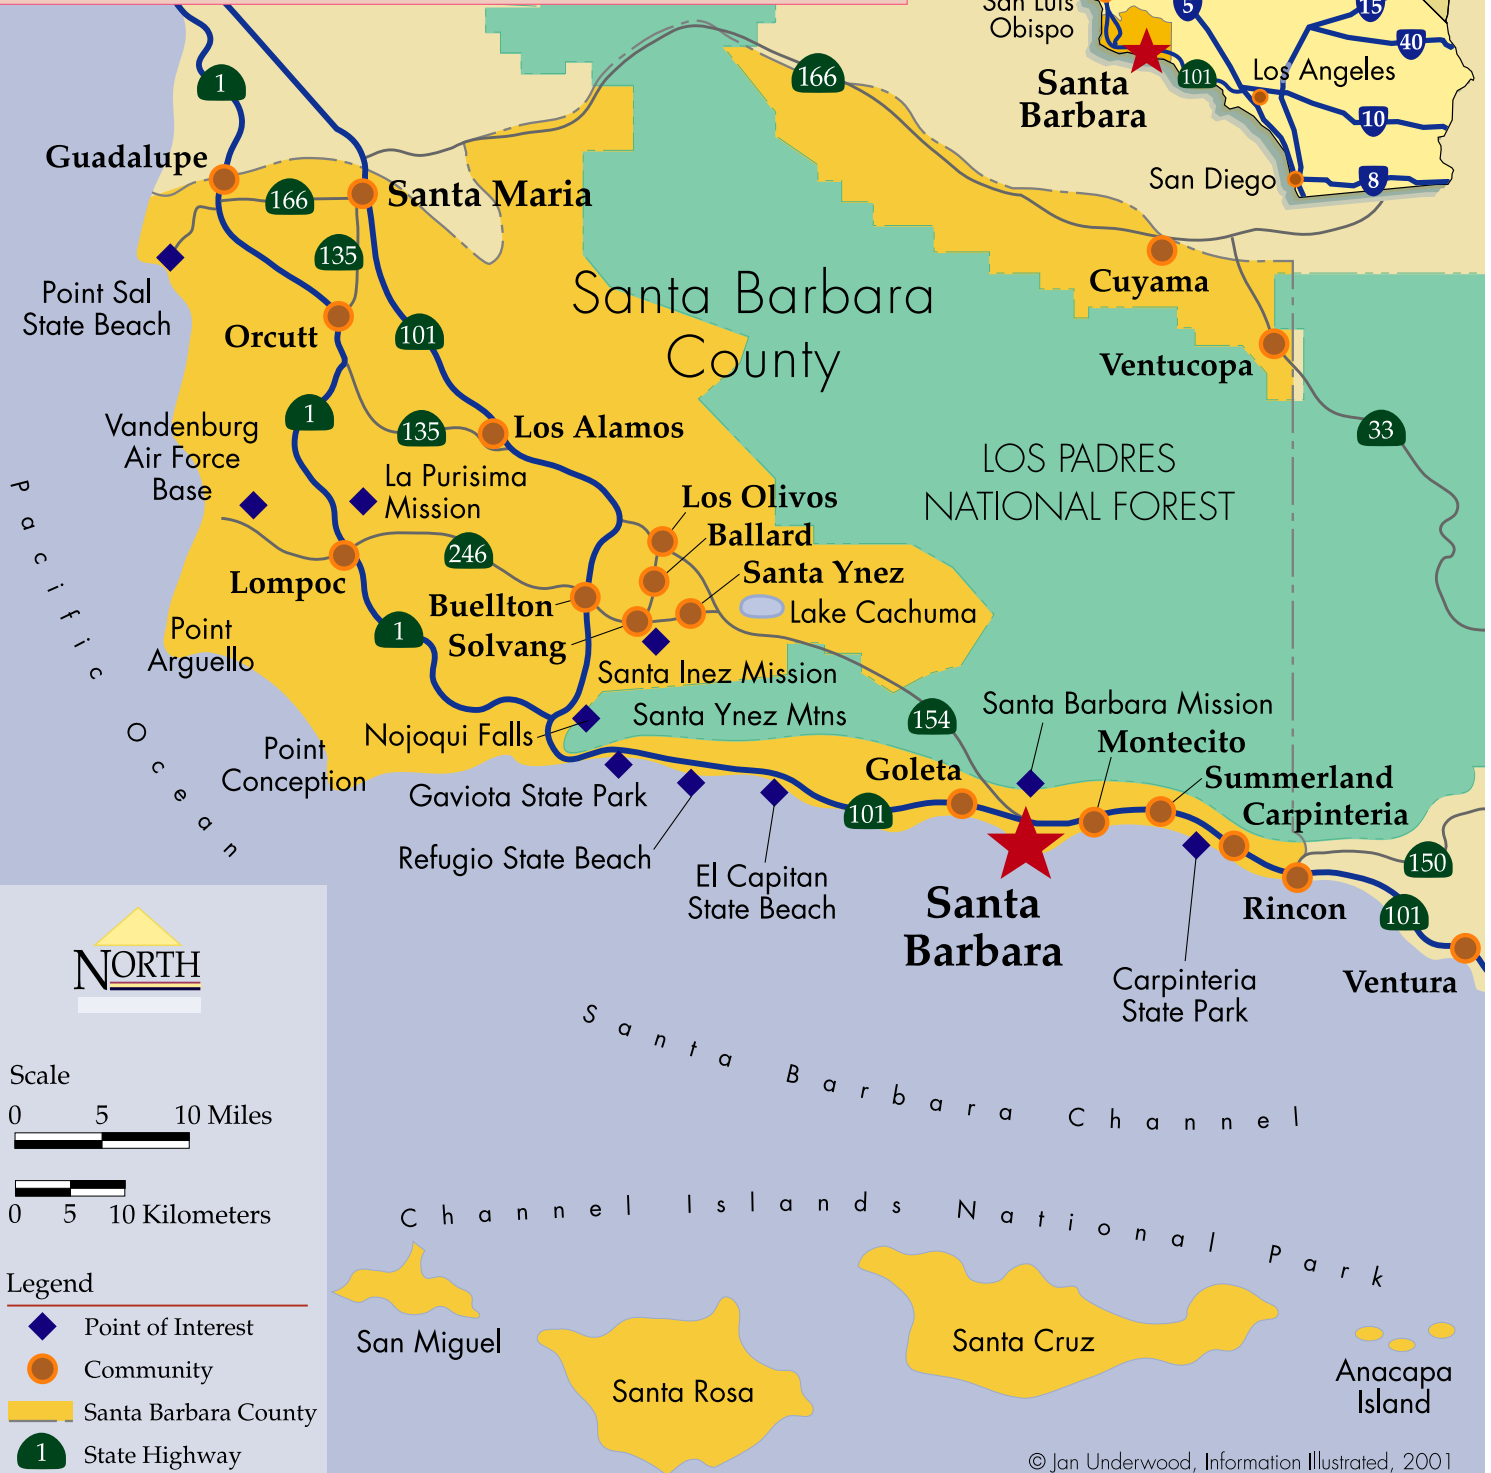 San Luis
Obispo
5
15
40
Santa
Barbara
101
Los Angeles
10
San Diego
8
1
166
Guadalupe
166
Santa Maria
135
Point Sal
State Beach
Orcutt
101
Santa Barbara
County
Cuyama
Ventucopa
33
1
135
Los Alamos
Vandenburg
Air Force
Base
La Purisima
Mission
LOS PADRES
NATIONAL FOREST
Los Olivos
Ballard
Santa Ynez
246
Lompoc
Buellton
Lake Cachuma
Solvang
1
Point
Arguello
Santa Inez Mission
Pacific Ocean
Nojoqui Falls
Santa Ynez Mtns
154
Santa Barbara Mission
Montecito
Point
Conception
Goleta
Summerland
Carpinteria
Gaviota State Park
101
Refugio State Beach
El Capitan
State Beach
150
Santa
Barbara
Rincon
101
Carpinteria
State Park
Ventura
NORTH
Santa Barbara Channel
Scale
0 5 10 Miles
0 5 10 Kilometers
Channel Islands National Park
Legend
Point of Interest
Community
Santa Barbara County
1 State Highway
San Miguel
Santa Rosa
Santa Cruz
Anacapa
Island
© Jan Underwood, Information Illustrated, 2001